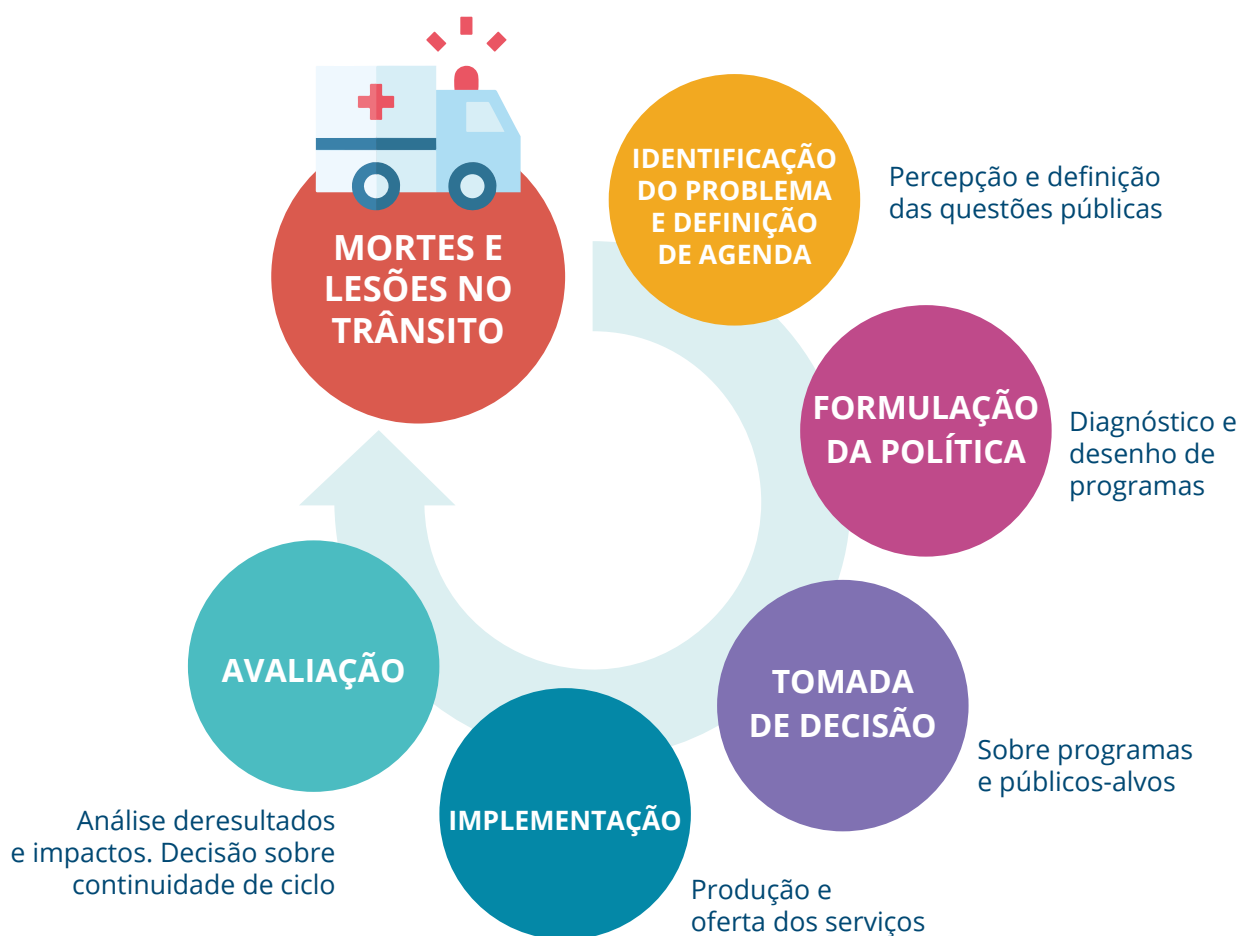 MORTES E
LESÕES NO
TRÂNSITO
IDENTIFICAÇÃO
DO PROBLEMA
E DEFINIÇÃO
DE AGENDA
Percepção e definição
das questões públicas
FORMULAÇÃO
DA POLÍTICA
Diagnóstico e
desenho de
programas
TOMADA
DE DECISÃO
Sobre programas
e públicos-alvos
IMPLEMENTAÇÃO
Produção e
oferta dos serviços
AVALIAÇÃO
Análise deresultados
e impactos. Decisão sobre
continuidade de ciclo